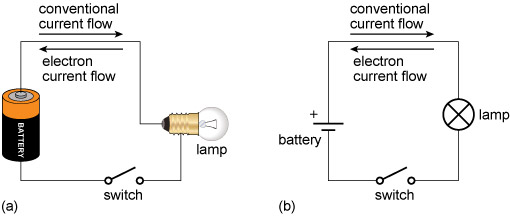 conventional
current flow
electron
current flow
BATTERY
lamp
switch
(a)
conventional
current flow
electron
current flow
+
battery
lamp
switch
(b)